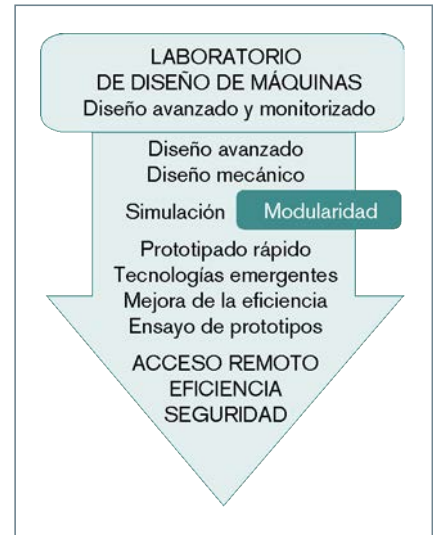 LABORATORIO
DE DISEÑO DE MÁQUINAS
Diseño avanzado y monitorizado
Diseño avanzado
Diseño mecánico
Simulación Modularidad
Prototipado rápido
Tecnologías emergentes
Mejora de la eficiencia
Ensayo de prototipos
ACCESO REMOTO
EFICIENCIA
SEGURIDAD